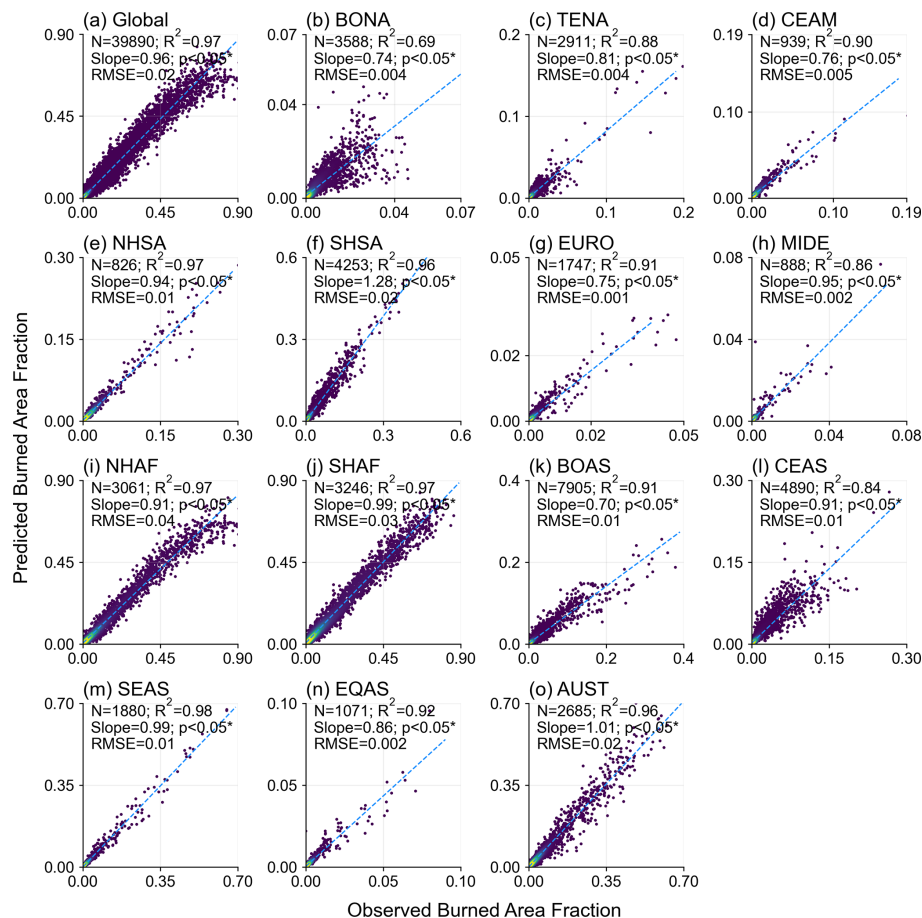 (a) Global
N=39890; R²=0.97
Slope=0.96; p<0.05*
RMSE=0.02
0.90
0.45
0.00
0.00 0.45 0.90
(b) BONA
N=3588; R²=0.69
Slope=0.74; p<0.05*
RMSE=0.004
0.07
0.04
0.00
0.00 0.04 0.07
(c) TENA
N=2911; R²=0.88
Slope=0.81; p<0.05*
RMSE=0.004
0.2
0.1
0.0
0.0 0.1 0.2
(d) CEAM
N=939; R²=0.90
Slope=0.76; p<0.05*
RMSE=0.005
0.19
0.10
0.00
0.00 0.10 0.19
(e) NHSA
N=826; R²=0.97
Slope=0.94; p<0.05*
RMSE=0.01
0.30
0.15
0.00
0.00 0.15 0.30
(f) SHSA
N=4253; R²=0.96
Slope=1.28; p<0.05*
RMSE=0.02
0.6
0.3
0.0
0.0 0.3 0.6
(g) EURO
N=1747; R²=0.91
Slope=0.75; p<0.05*
RMSE=0.001
0.05
0.02
0.00
0.00 0.02 0.05
(h) MIDE
N=888; R²=0.86
Slope=0.95; p<0.05*
RMSE=0.002
0.08
0.04
0.00
0.00 0.04 0.08
Predicted Burned Area Fraction
(i) NHAF
N=3061; R²=0.97
Slope=0.91; p<0.05*
RMSE=0.04
0.90
0.45
0.00
0.00 0.45 0.90
(j) SHAF
N=3246; R²=0.97
Slope=0.99; p<0.05*
RMSE=0.03
0.90
0.45
0.00
0.00 0.45 0.90
(k) BOAS
N=7905; R²=0.91
Slope=0.70; p<0.05*
RMSE=0.01
0.4
0.2
0.0
0.0 0.2 0.4
(l) CEAS
N=4890; R²=0.84
Slope=0.91; p<0.05*
RMSE=0.01
0.30
0.15
0.00
0.00 0.15 0.30
(m) SEAS
N=1880; R²=0.98
Slope=0.99; p<0.05*
RMSE=0.01
0.70
0.35
0.00
0.00 0.35 0.70
(n) EQAS
N=1071; R²=0.92
Slope=0.86; p<0.05*
RMSE=0.002
0.10
0.05
0.00
0.00 0.05 0.10
(o) AUST
N=2685; R²=0.96
Slope=1.01; p<0.05*
RMSE=0.02
0.70
0.35
0.00
0.00 0.35 0.70
Observed Burned Area Fraction